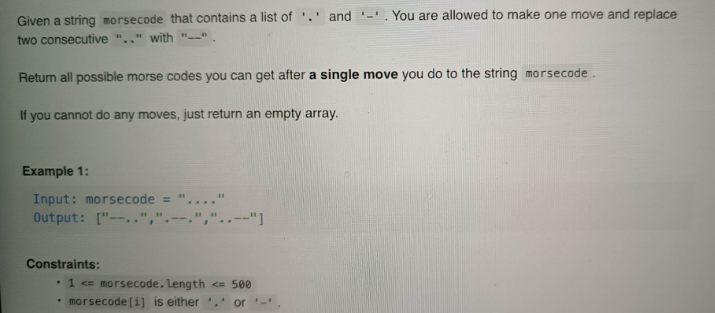 Given a string morsecode that contains a list of '.' and '-'. You are allowed to make one move and replace
two consecutive ".." with "--".
Return all possible morse codes you can get after a single move you do to the string morsecode.
If you cannot do any moves, just return an empty array.
Example 1:
Input: morsecode = "...."
Output: ["--..",".--.","..--"]
Constraints:
• 1 <= morsecode.length <= 500
• morsecode[i] is either '.' or '-'.